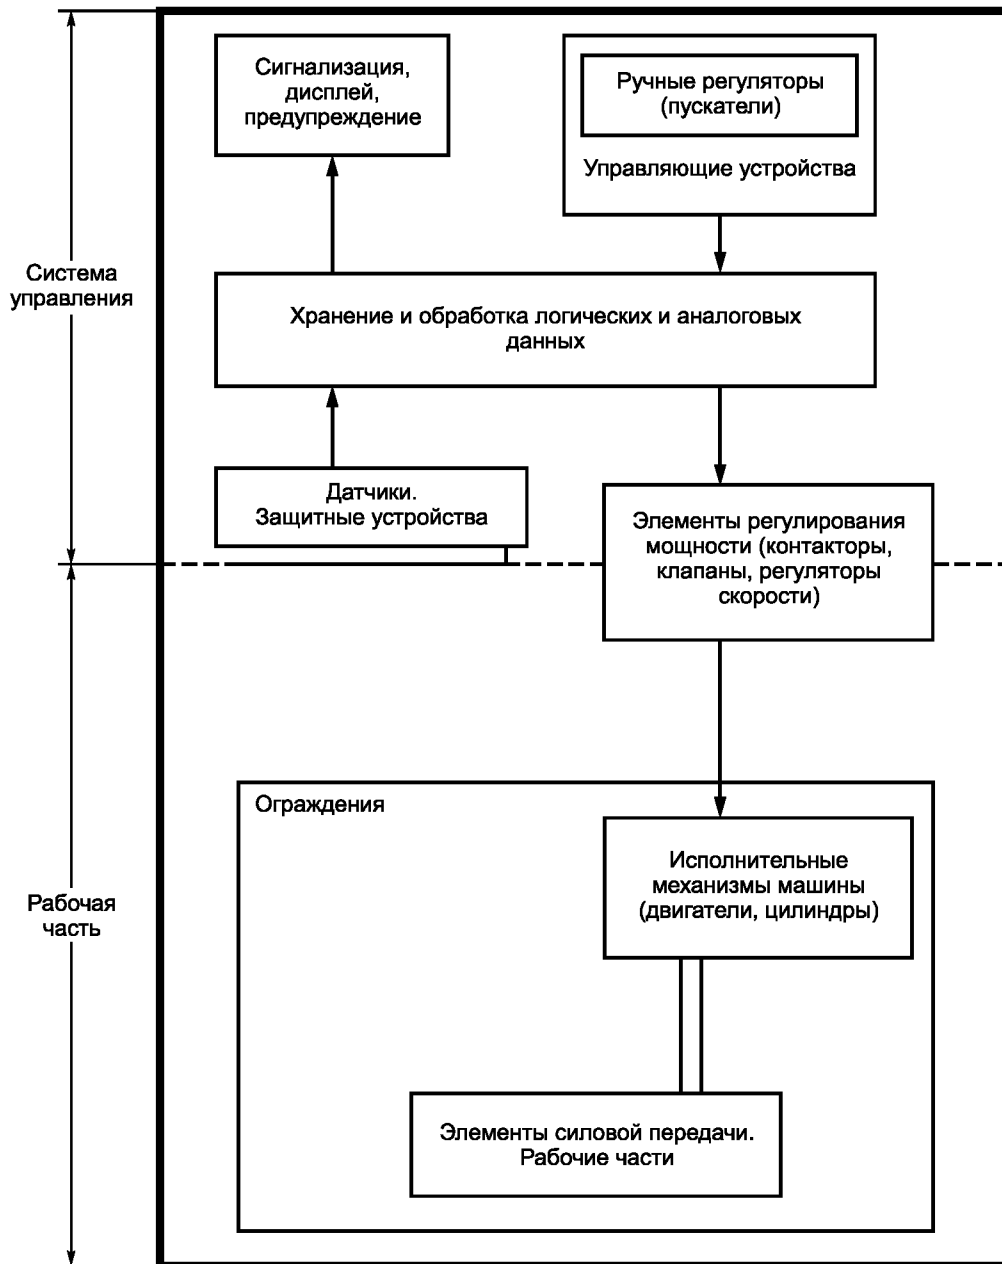 Сигнализация,
дисплей,
предупреждение
Ручные регуляторы
(пускатели)
Управляющие устройства
Система
управления
Хранение и обработка логических и аналоговых
данных
Датчики.
Защитные устройства
Элементы регулирования
мощности (контакторы,
клапаны, регуляторы
скорости)
Ограждения
Исполнительные
механизмы машины
(двигатели, цилиндры)
Рабочая
часть
Элементы силовой передачи.
Рабочие части